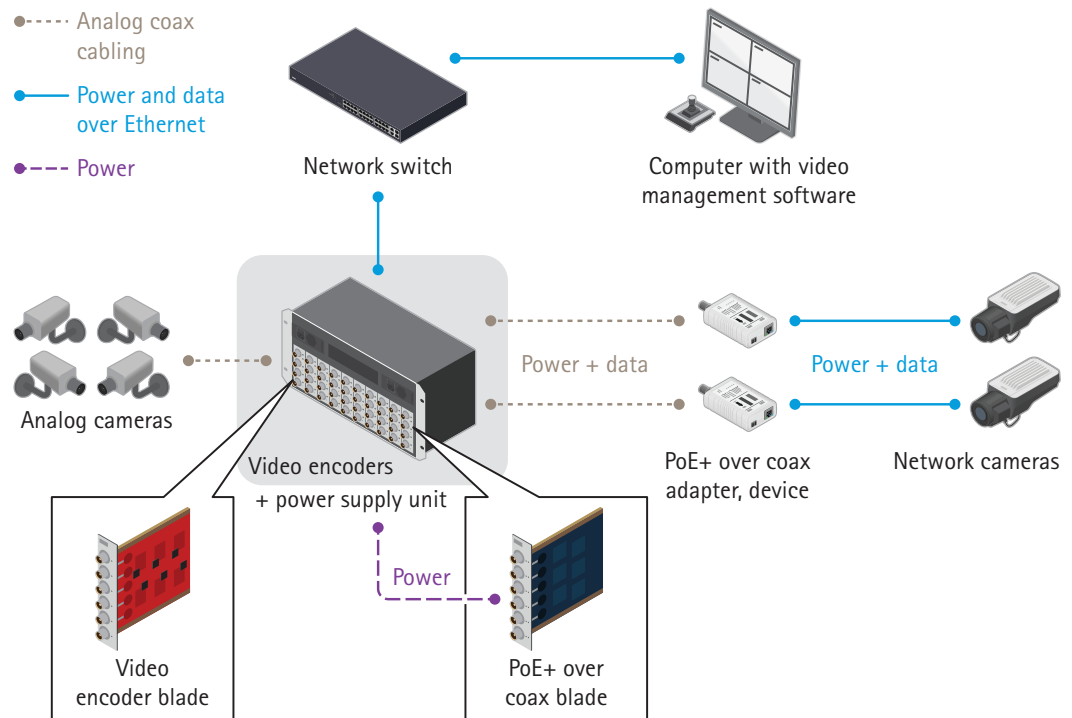 Analog coax
cabling
Power and data
over Ethernet
Power
Network switch
Computer with video
management software
Analog cameras
Power + data
Power + data
Video encoders
+ power supply unit
PoE+ over coax
adapter, device
Network cameras
Power
Video
encoder blade
PoE+ over
coax blade